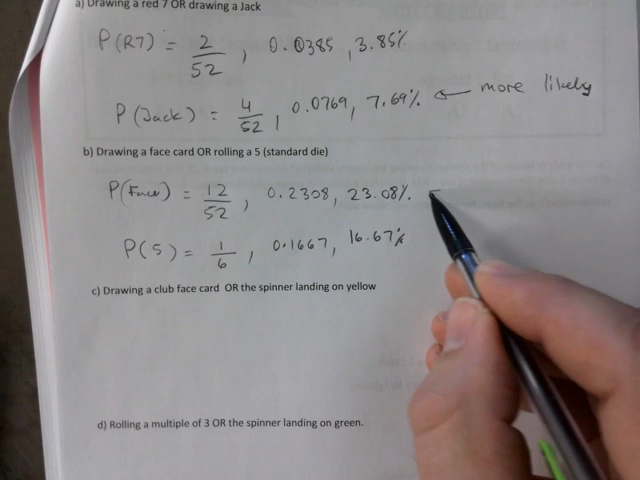 a) Drawing a red 7 OR drawing a Jack
P(R7) = 2/52, 0.0385, 3.85%
P(Jack) = 4/52, 0.0769, 7.69% ← more likely
b) Drawing a face card OR rolling a 5 (standard die)
P(Face) = 12/52, 0.2308, 23.08%
P(5) = 1/6, 0.1667, 16.67%
c) Drawing a club face card OR the spinner landing on yellow
d) Rolling a multiple of 3 OR the spinner landing on green.